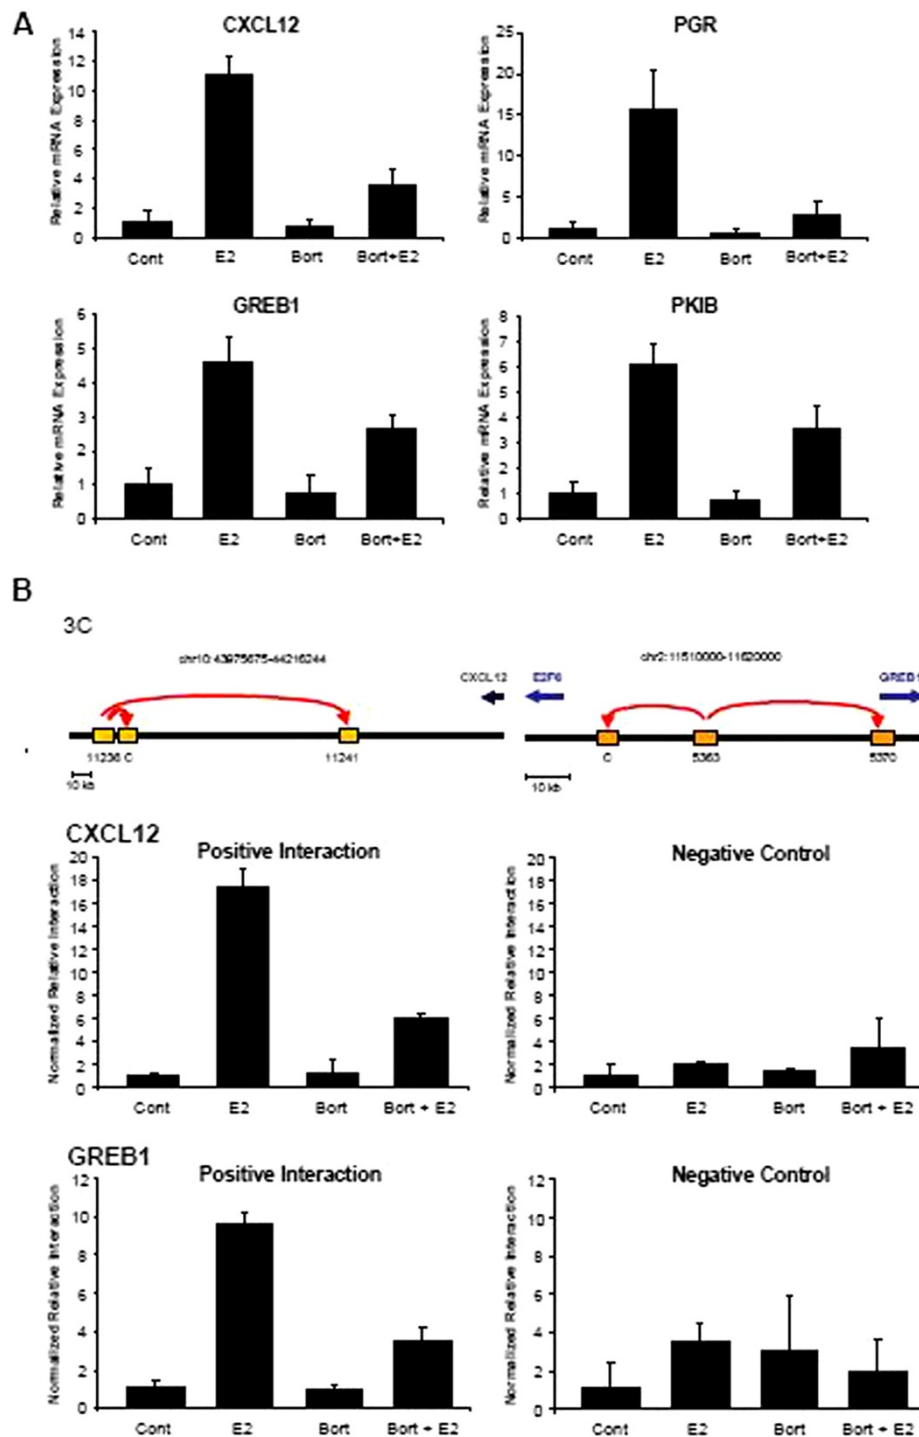 A
CXCL12
Relative mRNA Expression
14
12
10
8
6
4
2
0
Cont E2 Bort Bort+E2
PGR
Relative mRNA Expression
25
20
15
10
5
0
Cont E2 Bort Bort+E2
GREB1
Relative mRNA Expression
6
5
4
3
2
1
0
Cont E2 Bort Bort+E2
PKIB
Relative mRNA Expression
8
7
6
5
4
3
2
1
0
Cont E2 Bort Bort+E2
B
3C
chr10:43975675-44216244
CXCL12
11236 C 11241
10 kb
chr2:11510000-11620000
E2F6 GREB1
C 5363 5370
10 kb
CXCL12
Positive Interaction
Normalized Relative Interaction
20
18
16
14
12
10
8
6
4
2
0
Cont E2 Bort Bort + E2
Negative Control
Normalized Relative Interaction
20
18
16
14
12
10
8
6
4
2
0
Cont E2 Bort Bort + E2
GREB1
Positive Interaction
Normalized Relative Interaction
12
10
8
6
4
2
0
Cont E2 Bort Bort + E2
Negative Control
Normalized Relative Interaction
12
10
8
6
4
2
0
Cont E2 Bort Bort + E2